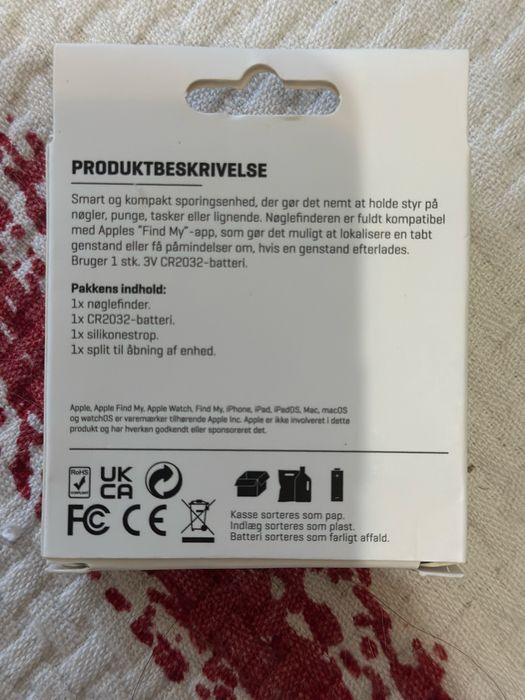 PRODUKTBESKRIVELSE
Smart og kompakt sporingsenhed, der gør det nemt at holde styr på
nøgler, punge, tasker eller lignende. Nøglefinderen er fuldt kompatibel
med Apples "Find My"-app, som gør det muligt at lokalisere en tabt
genstand eller få påmindelser om, hvis en genstand efterlades.
Bruger 1 stk. 3V CR2032-batteri.
Pakkens indhold:
1x nøglefinder.
1x CR2032-batteri.
1x silikonestrop.
1x split til åbning af enhed.
Apple, Apple Find My, Apple Watch, Find My, iPhone, iPad, iPadOS, Mac, macOS
og watchOS er varemærker tilhørende Apple Inc. Apple er ikke involveret i dette
produkt og har hverken godkendt eller sponsoreret det.
RoHS
COMPLIANT
UK
CA
FC CE
Kasse sorteres som pap.
Indlæg sorteres som plast.
Batteri sorteres som farligt affald.